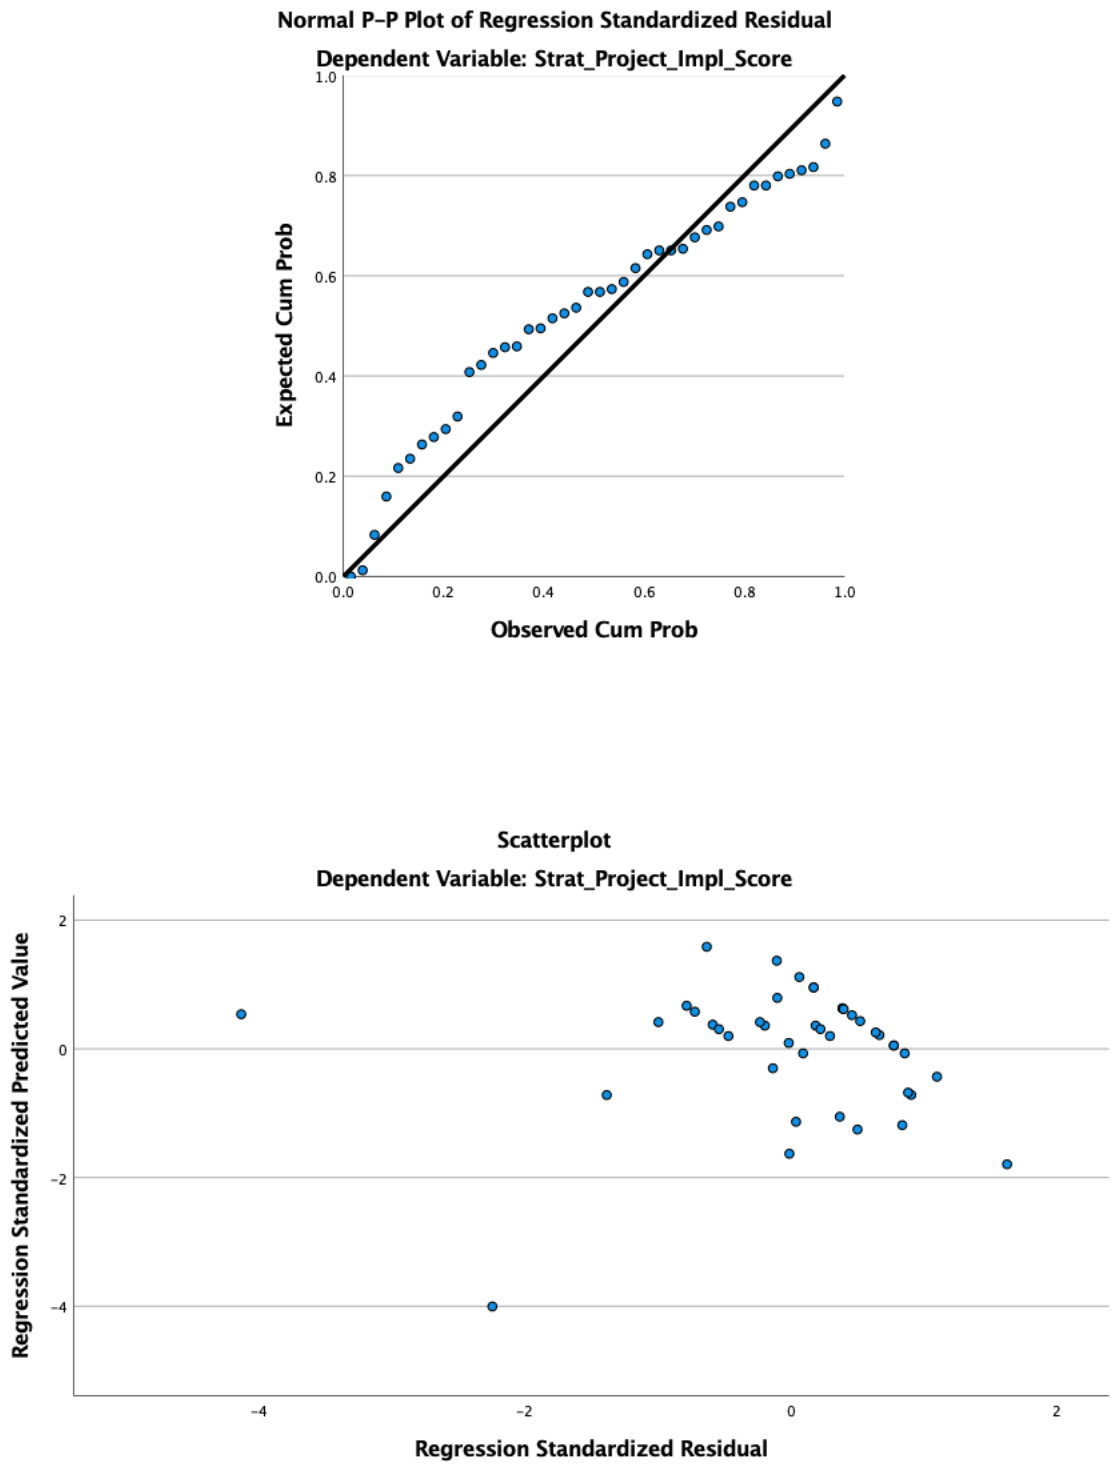 Normal P-P Plot of Regression Standardized Residual
Dependent Variable: Strat_Project_Impl_Score
1.0
0.8
0.6
0.4
0.2
0.0
Expected Cum Prob
0.0 0.2 0.4 0.6 0.8 1.0
Observed Cum Prob
Scatterplot
Dependent Variable: Strat_Project_Impl_Score
2
0
-2
-4
Regression Standardized Predicted Value
-4 -2 0 2
Regression Standardized Residual